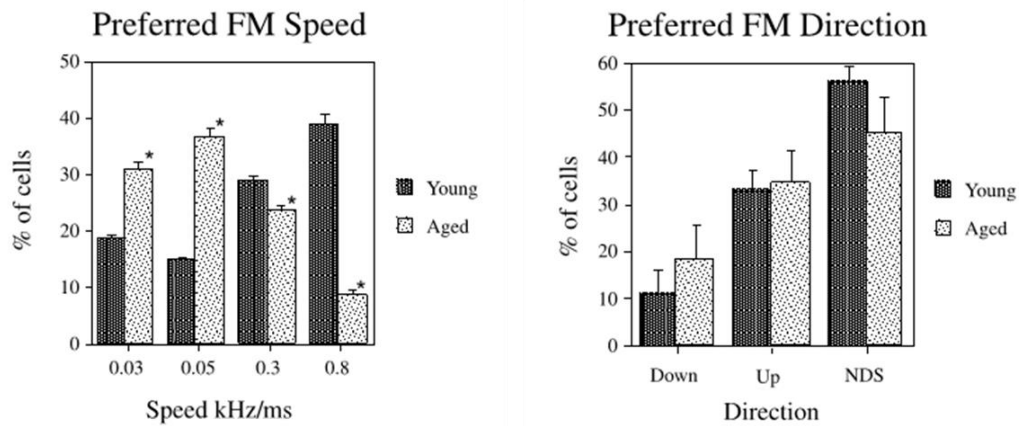 Preferred FM Speed
50
40
30
20
10
0
% of cells
* * * *
0.03 0.05 0.3 0.8
Speed kHz/ms
Young
Aged
Preferred FM Direction
60
50
40
30
20
10
0
% of cells
Down Up NDS
Direction
Young
Aged